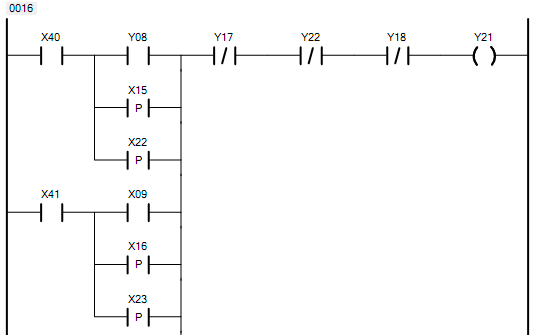 0016
X40 Y08 Y17 Y22 Y18 Y21
X15
P
X22
P
X41 X09
X16
P
X23
P